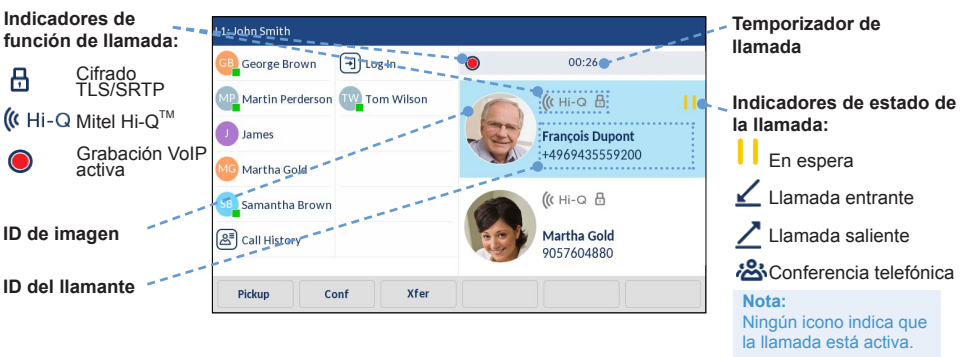 Indicadores de
función de llamada:
Cifrado
TLS/SRTP
Hi-Q Mitel Hi-Q™
Grabación VoIP
activa
ID de imagen
ID del llamante
L1: John Smith
GB George Brown
Log In
MP Martin Perderson
TW Tom Wilson
J James
MG Martha Gold
SB Samantha Brown
Call History
00:26
Hi-Q
François Dupont
+4969435559200
Hi-Q
Martha Gold
9057604880
Pickup Conf Xfer
Temporizador de
llamada
Indicadores de estado de
la llamada:
En espera
Llamada entrante
Llamada saliente
Conferencia telefónica
Nota:
Ningún icono indica que
la llamada está activa.